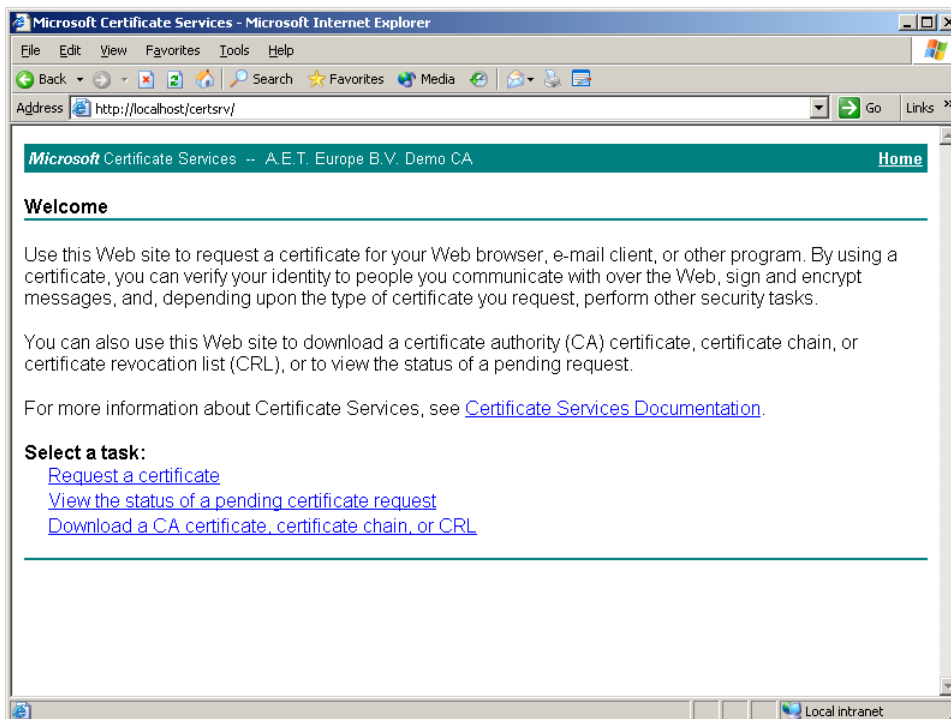 Microsoft Certificate Services - Microsoft Internet Explorer
File Edit View Favorites Tools Help
Back Search Favorites Media
Address http://localhost/certsrv/ Go Links »
Microsoft Certificate Services -- A.E.T. Europe B.V. Demo CA Home
Welcome
Use this Web site to request a certificate for your Web browser, e-mail client, or other program. By using a
certificate, you can verify your identity to people you communicate with over the Web, sign and encrypt
messages, and, depending upon the type of certificate you request, perform other security tasks.
You can also use this Web site to download a certificate authority (CA) certificate, certificate chain, or
certificate revocation list (CRL), or to view the status of a pending request.
For more information about Certificate Services, see Certificate Services Documentation.
Select a task:
Request a certificate
View the status of a pending certificate request
Download a CA certificate, certificate chain, or CRL
Local intranet